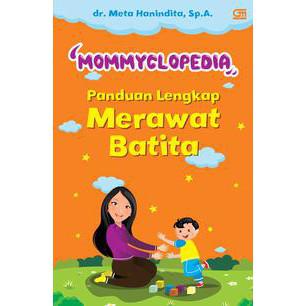 dr. Meta Hanindita, Sp.A.
MOMMYCLOPEDIA
Panduan Lengkap
Merawat
Batita